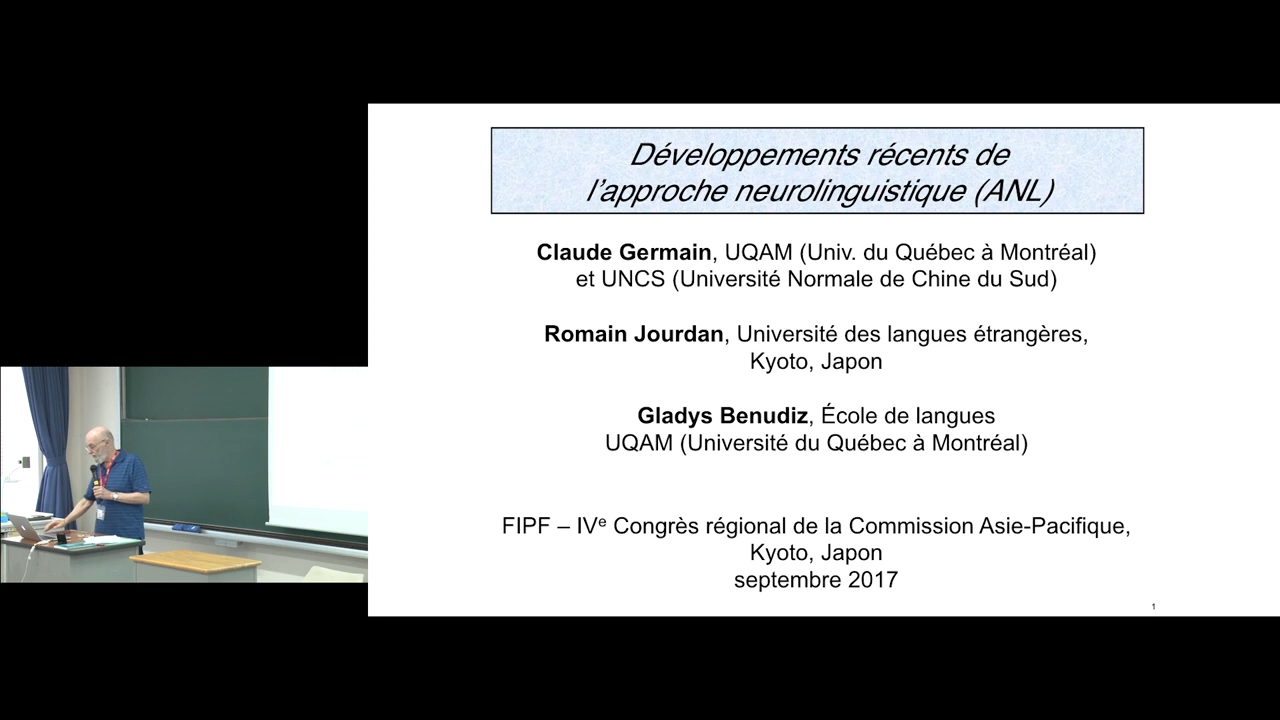 Développements récents de
l'approche neurolinguistique (ANL)
Claude Germain, UQAM (Univ. du Québec à Montréal)
et UNCS (Université Normale de Chine du Sud)
Romain Jourdan, Université des langues étrangères,
Kyoto, Japon
Gladys Benudiz, École de langues
UQAM (Université du Québec à Montréal)
FIPF – IVᵉ Congrès régional de la Commission Asie-Pacifique,
Kyoto, Japon
septembre 2017
1